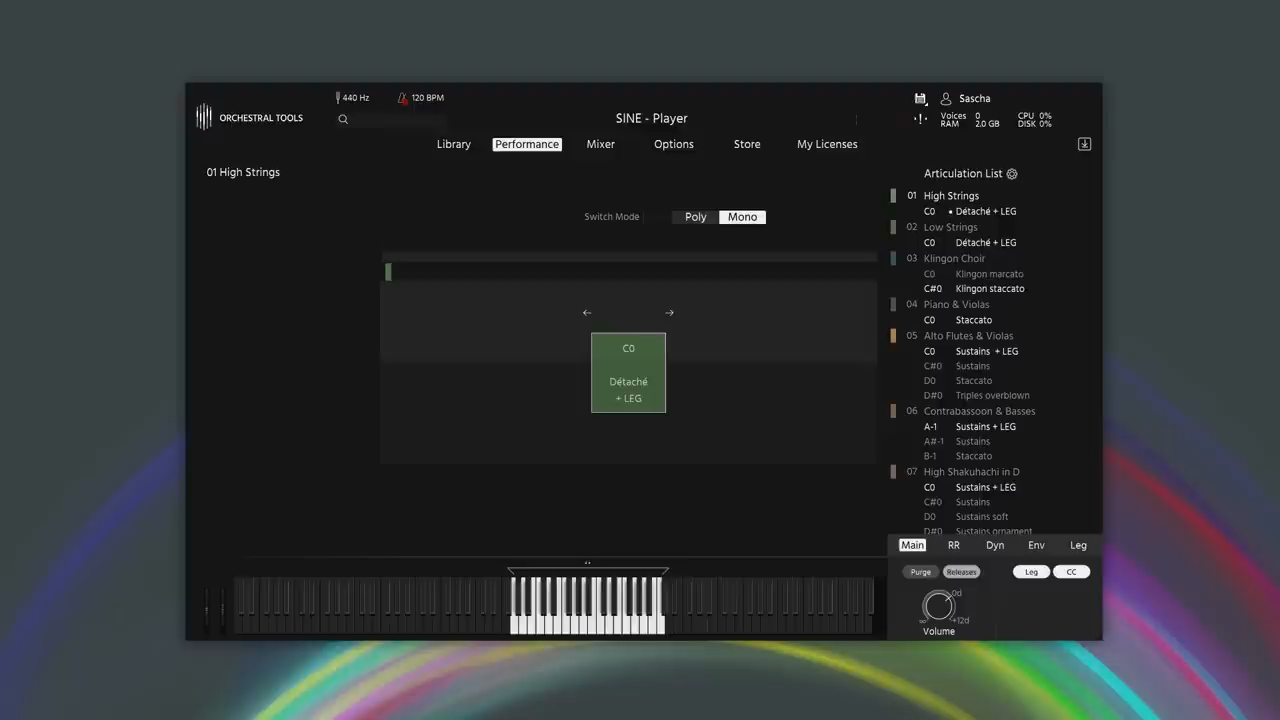 440 Hz
120 BPM
ORCHESTRAL TOOLS
SINE - Player
Sascha
Voices 0
RAM 2.0 GB
CPU 0%
DISK 0%
Library Performance Mixer Options Store My Licenses
01 High Strings
Switch Mode Poly Mono
C0
Détaché
+ LEG
Articulation List
01 High Strings
C0 Détaché + LEG
02 Low Strings
C0 Détaché + LEG
03 Klingon Choir
C0 Klingon marcato
C#0 Klingon staccato
04 Piano & Violas
C0 Staccato
05 Alto Flutes & Violas
C0 Sustains + LEG
C#0 Sustains
D0 Staccato
D#0 Triples overblown
06 Contrabassoon & Basses
A-1 Sustains + LEG
A#-1 Sustains
B-1 Staccato
07 High Shakuhachi in D
C0 Sustains + LEG
C#0 Sustains
D0 Sustains soft
D#0 Sustains ornament
Main RR Dyn Env Leg
Purge Releases Leg CC
0d
-∞ +12d
Volume